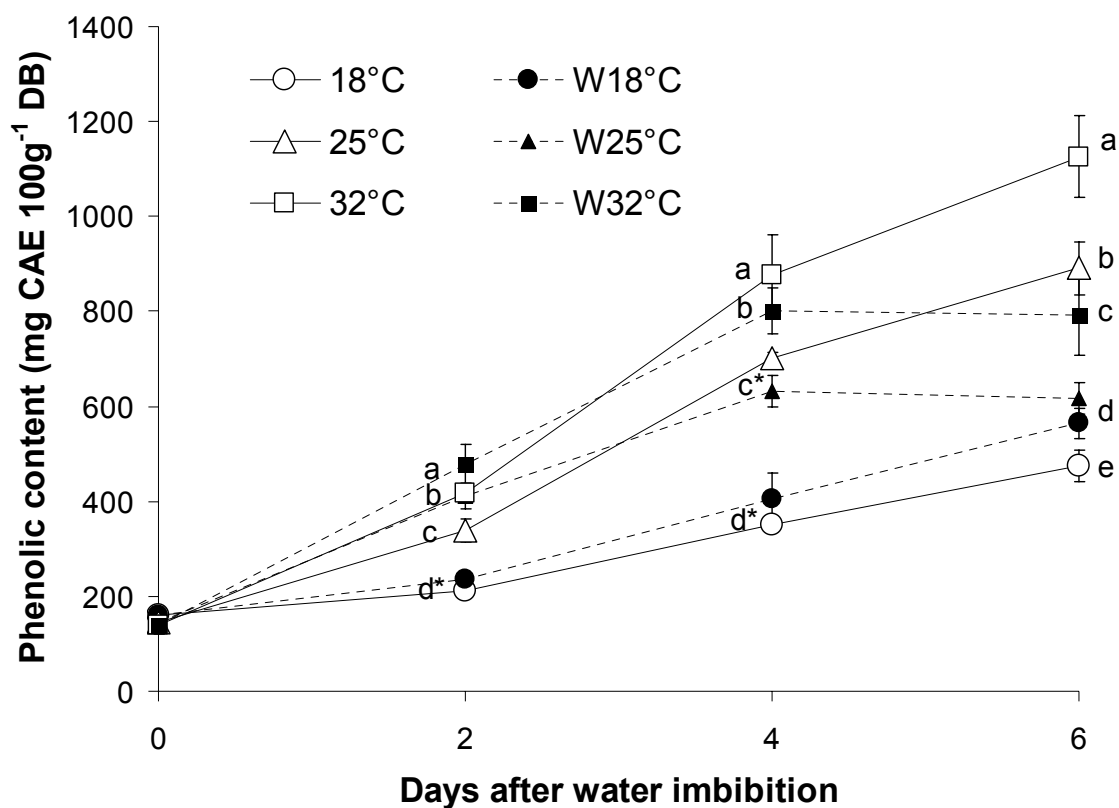 Phenolic content (mg CAE 100g⁻¹ DB)
1400
1200
1000
800
600
400
200
0
18°C W18°C
25°C W25°C
32°C W32°C
a
b
c
d*
a
b
c*
d*
a
b
c
d
e
0 2 4 6
Days after water imbibition